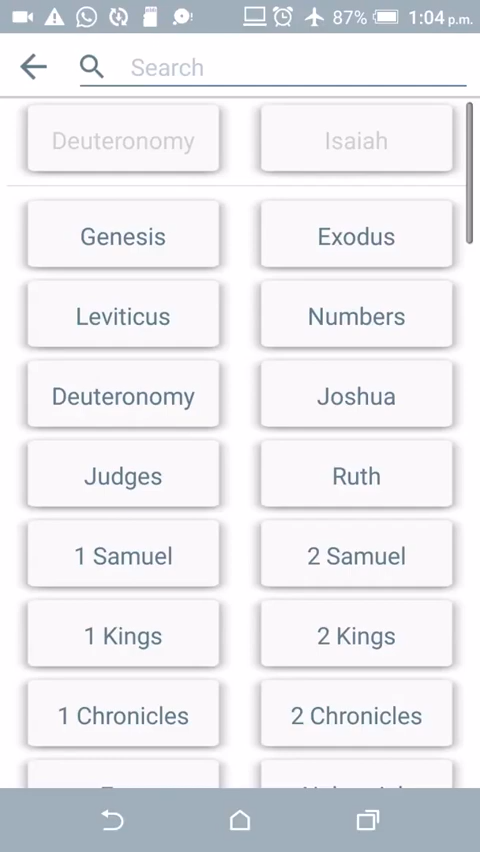 87% 1:04 p.m.
Search
Deuteronomy Isaiah
Genesis Exodus
Leviticus Numbers
Deuteronomy Joshua
Judges Ruth
1 Samuel 2 Samuel
1 Kings 2 Kings
1 Chronicles 2 Chronicles